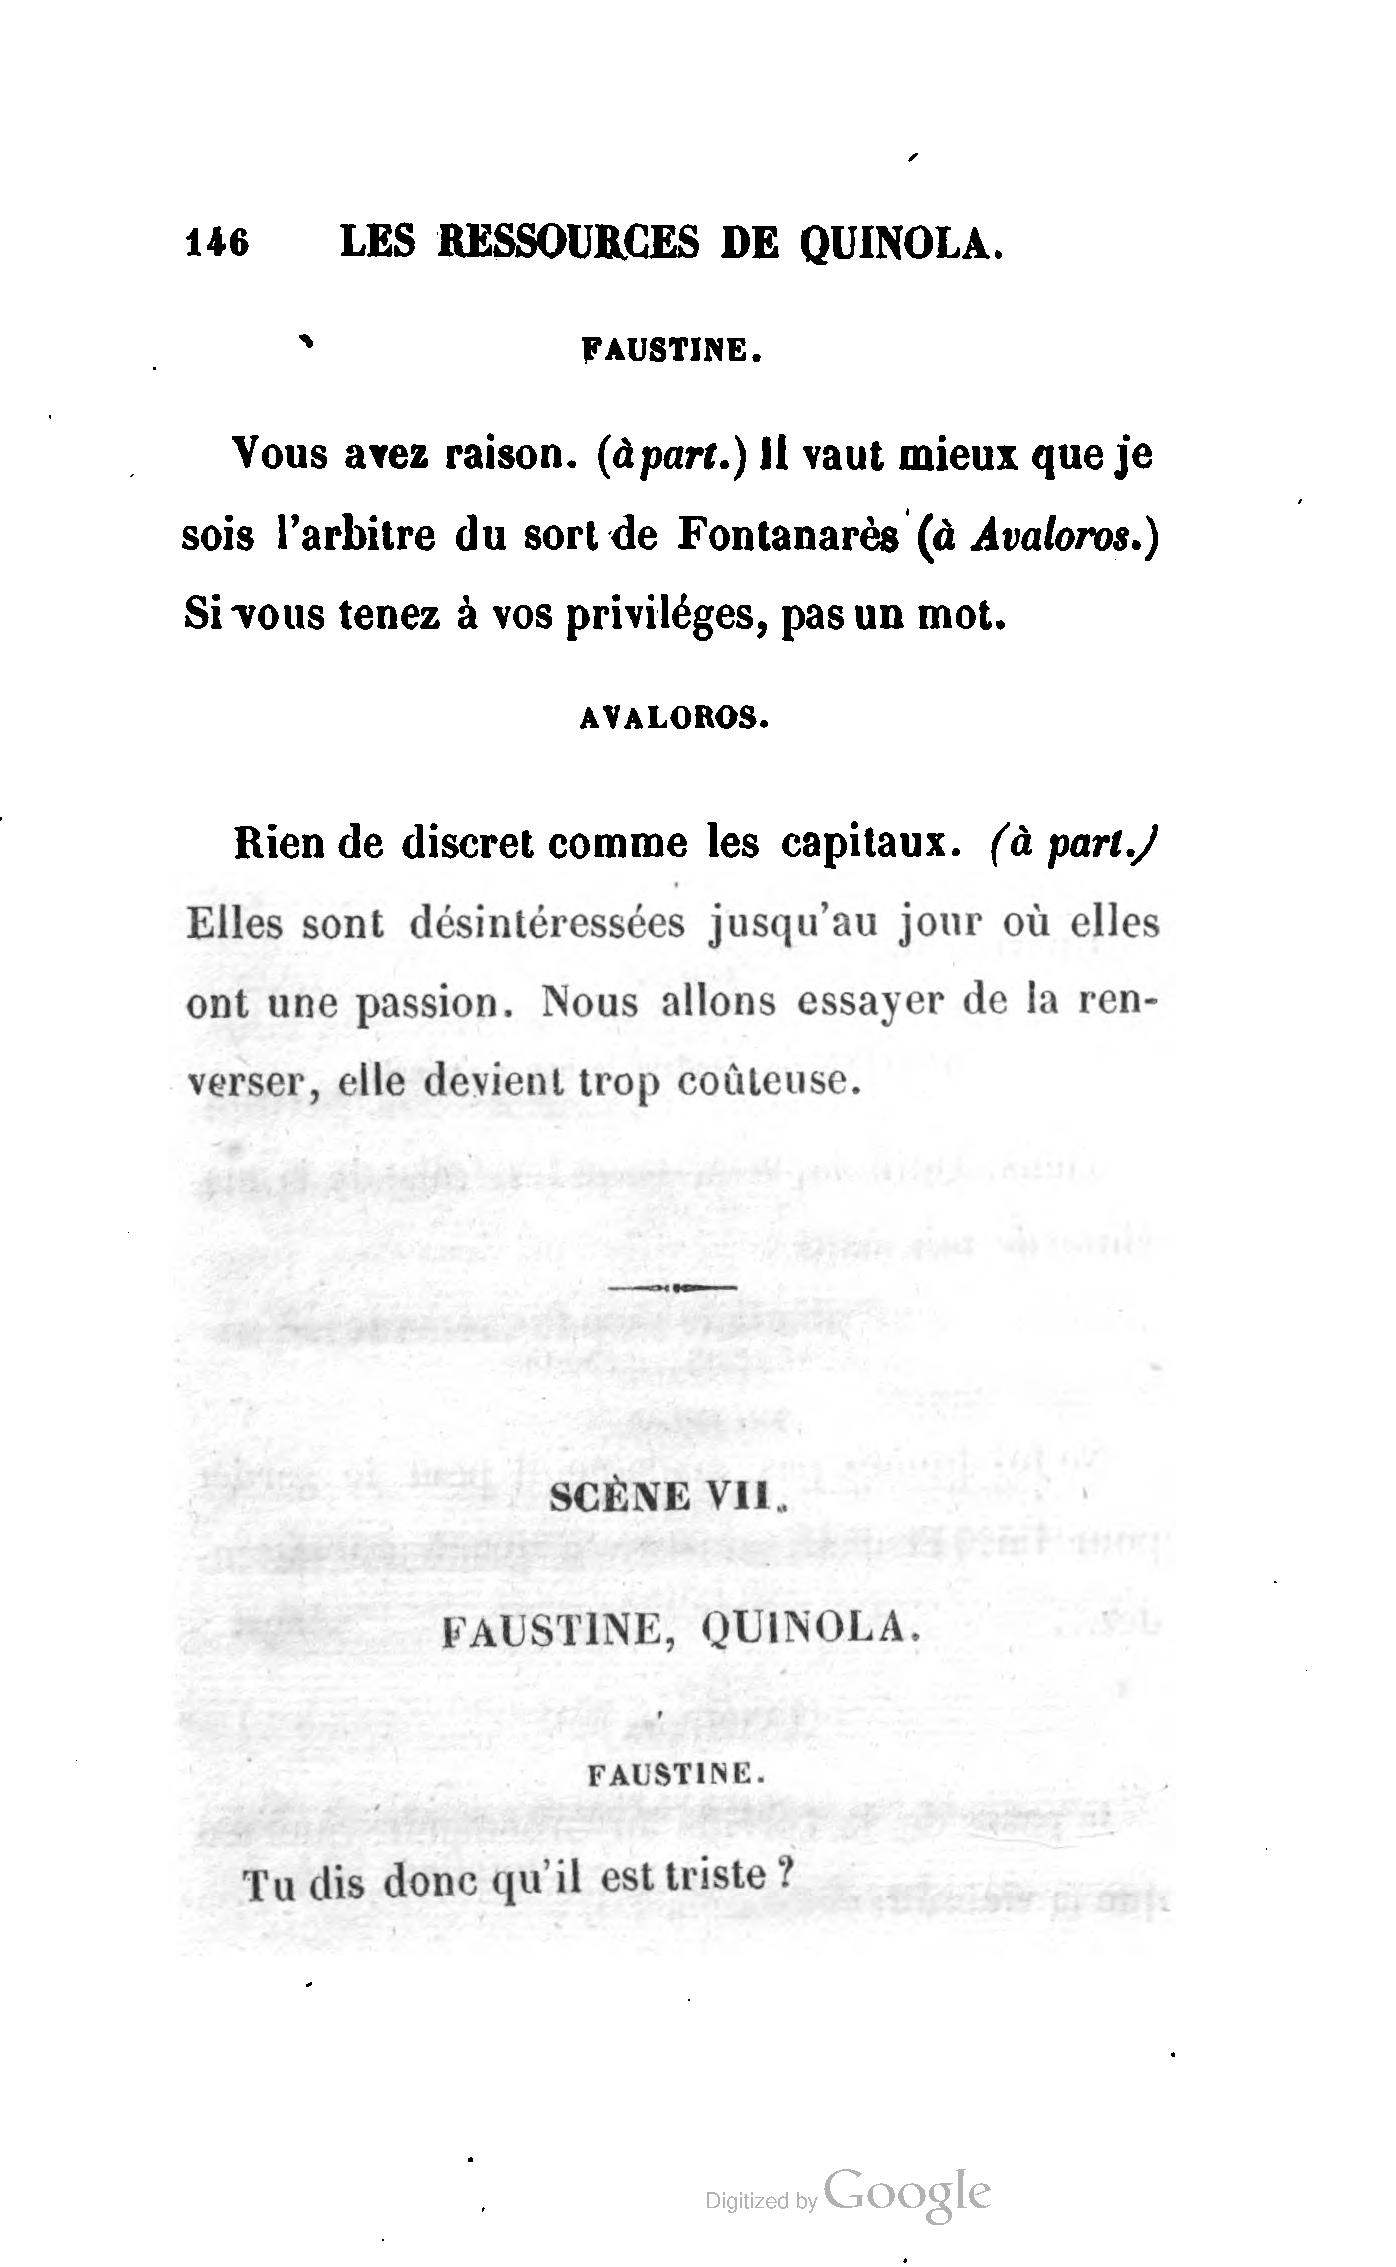 146 LES RESSOURCES DE QUINOLA.
FAUSTINE.
Vous avez raison. (à part.) Il vaut mieux que je
sois l'arbitre du sort de Fontanarès (à Avaloros.)
Si vous tenez à vos priviléges, pas un mot.
AVALOROS.
Rien de discret comme les capitaux. (à part.)
Elles sont désintéressées jusqu'au jour où elles
ont une passion. Nous allons essayer de la ren-
verser, elle devient trop coûteuse.
SCÈNE VII.
FAUSTINE, QUINOLA.
FAUSTINE.
Tu dis donc qu'il est triste ?
Digitized by Google